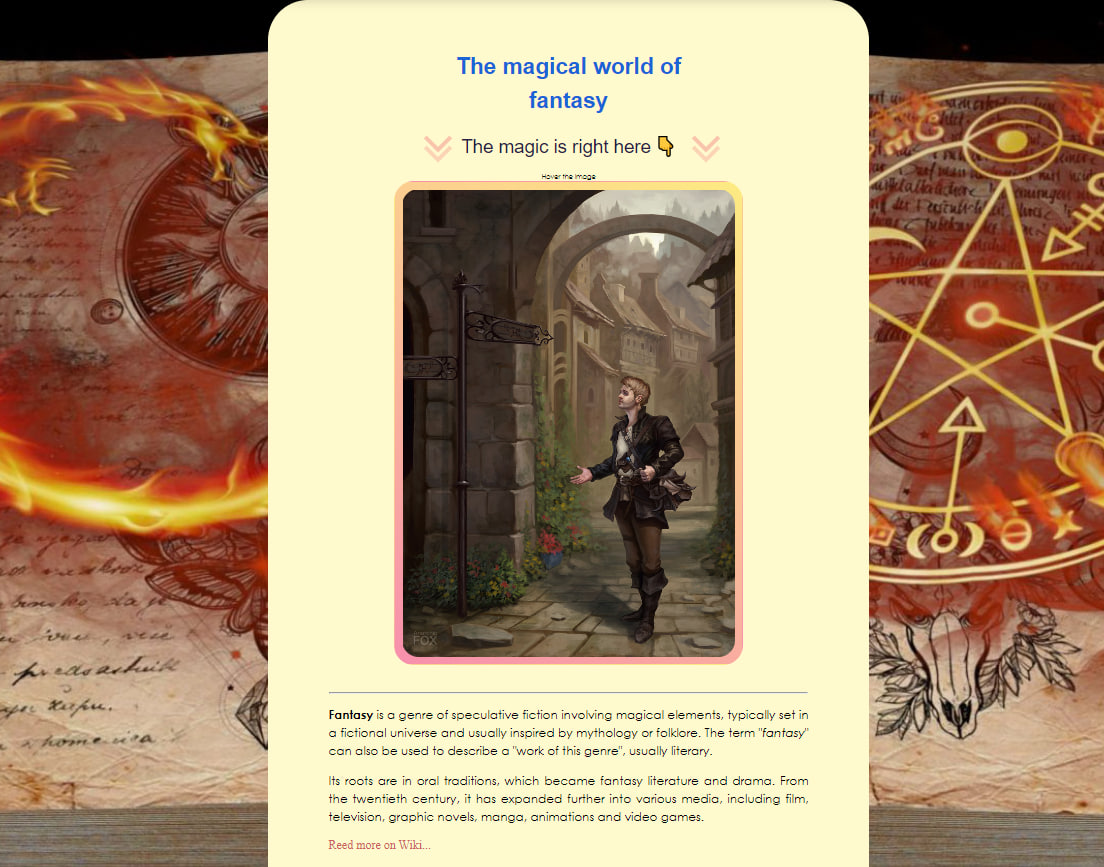 The magical world of
fantasy
The magic is right here 👇
Hover the image
FOX
Fantasy is a genre of speculative fiction involving magical elements, typically set in
a fictional universe and usually inspired by mythology or folklore. The term "fantasy"
can also be used to describe a "work of this genre", usually literary.
Its roots are in oral traditions, which became fantasy literature and drama. From
the twentieth century, it has expanded further into various media, including film,
television, graphic novels, manga, animations and video games.
Reed more on Wiki...